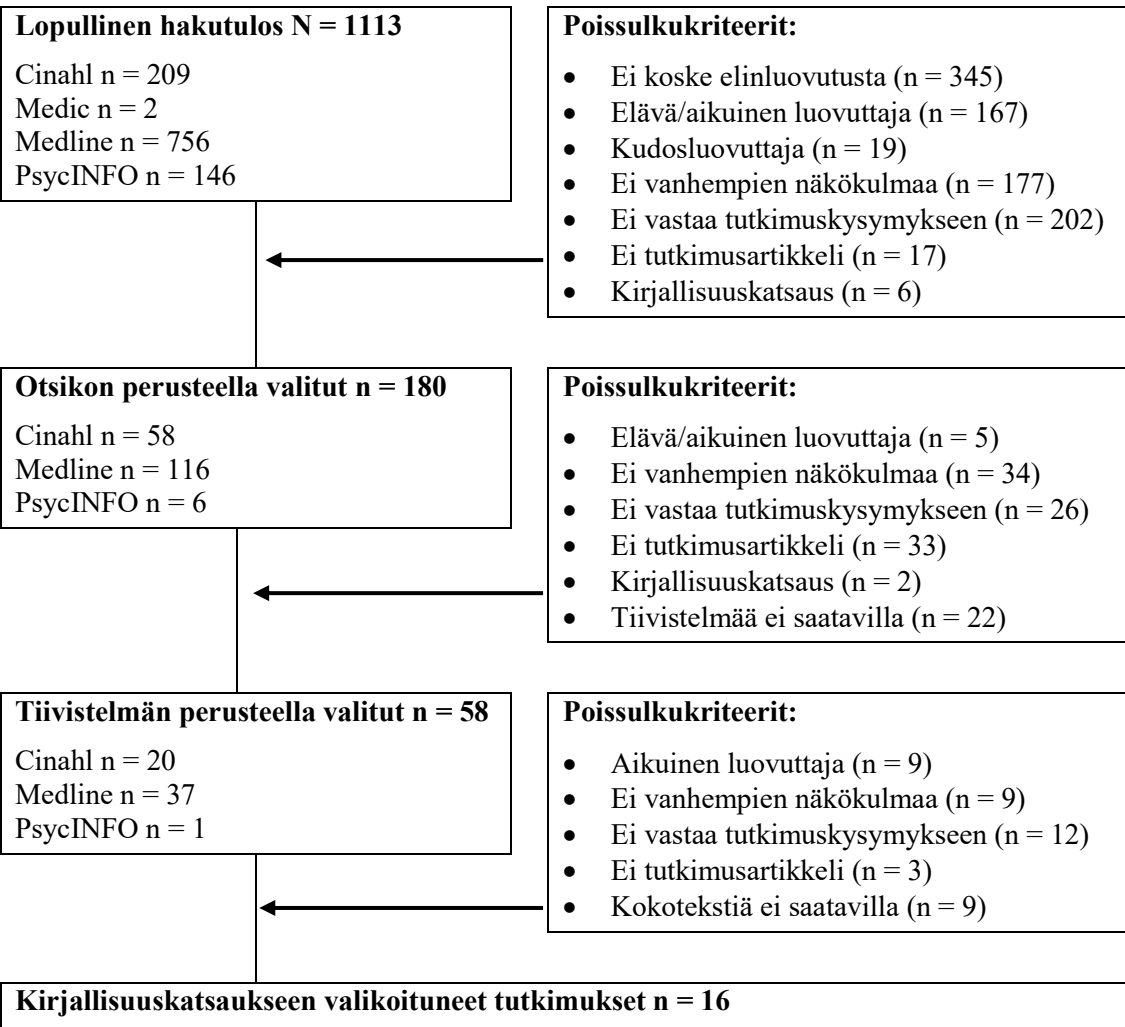 Lopullinen hakutulos N = 1113
Cinahl n = 209
Medic n = 2
Medline n = 756
PsycINFO n = 146
Poissulkukriteerit:
• Ei koske elinluovutusta (n = 345)
• Elävä/aikuinen luovuttaja (n = 167)
• Kudosluovuttaja (n = 19)
• Ei vanhempien näkökulmaa (n = 177)
• Ei vastaa tutkimuskysymykseen (n = 202)
• Ei tutkimusartikkeli (n = 17)
• Kirjallisuuskatsaus (n = 6)
Otsikon perusteella valitut n = 180
Cinahl n = 58
Medline n = 116
PsycINFO n = 6
Poissulkukriteerit:
• Elävä/aikuinen luovuttaja (n = 5)
• Ei vanhempien näkökulmaa (n = 34)
• Ei vastaa tutkimuskysymykseen (n = 26)
• Ei tutkimusartikkeli (n = 33)
• Kirjallisuuskatsaus (n = 2)
• Tiivistelmää ei saatavilla (n = 22)
Tiivistelmän perusteella valitut n = 58
Cinahl n = 20
Medline n = 37
PsycINFO n = 1
Poissulkukriteerit:
• Aikuinen luovuttaja (n = 9)
• Ei vanhempien näkökulmaa (n = 9)
• Ei vastaa tutkimuskysymykseen (n = 12)
• Ei tutkimusartikkeli (n = 3)
• Kokotekstiä ei saatavilla (n = 9)
Kirjallisuuskatsaukseen valikoituneet tutkimukset n = 16